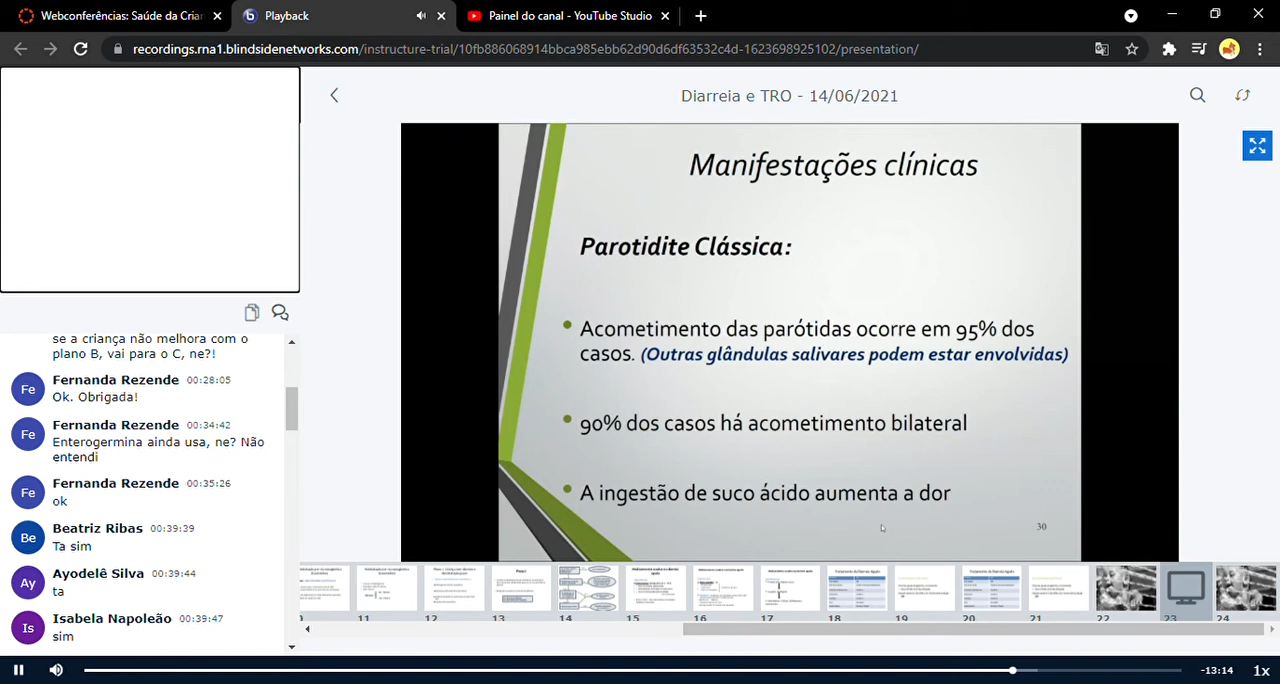 Webconferências: Saúde da Crian
Playback
Painel do canal - YouTube Studio
recordings.rna1.blindsidenetworks.com/instructure-trial/10fb886068914bbca985ebb62d90d6df63532c4d-1623698925102/presentation/
Diarreia e TRO - 14/06/2021
Manifestações clínicas
Parotidite Clássica:
Acometimento das parótidas ocorre em 95% dos
casos. (Outras glândulas salivares podem estar envolvidas)
90% dos casos há acometimento bilateral
A ingestão de suco ácido aumenta a dor
30
se a criança não melhora com o
plano B, vai para o C, ne?!
Fe
Fernanda Rezende 00:28:05
Ok. Obrigada!
Fe
Fernanda Rezende 00:34:42
Enterogermina ainda usa, ne? Não
entendi
Fe
Fernanda Rezende 00:35:26
ok
Be
Beatriz Ribas 00:39:39
Ta sim
Ay
Ayodelê Silva 00:39:44
ta
Is
Isabela Napoleão 00:39:47
sim
11 12 13 14 15 16 17 18 19 20 21 22 23 24
-13:14
1x